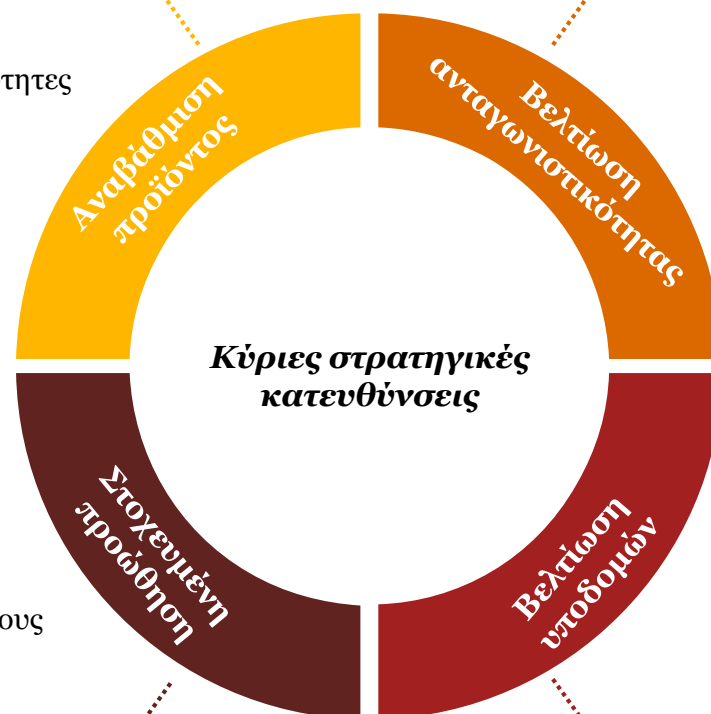 τητες
Αναβάθμιση
προϊόντος
Βελτίωση
ανταγωνιστικότητας
Κύριες στρατηγικές
κατευθύνσεις
Στοχευμένη
προώθηση
Βελτίωση
υποδομών
ους